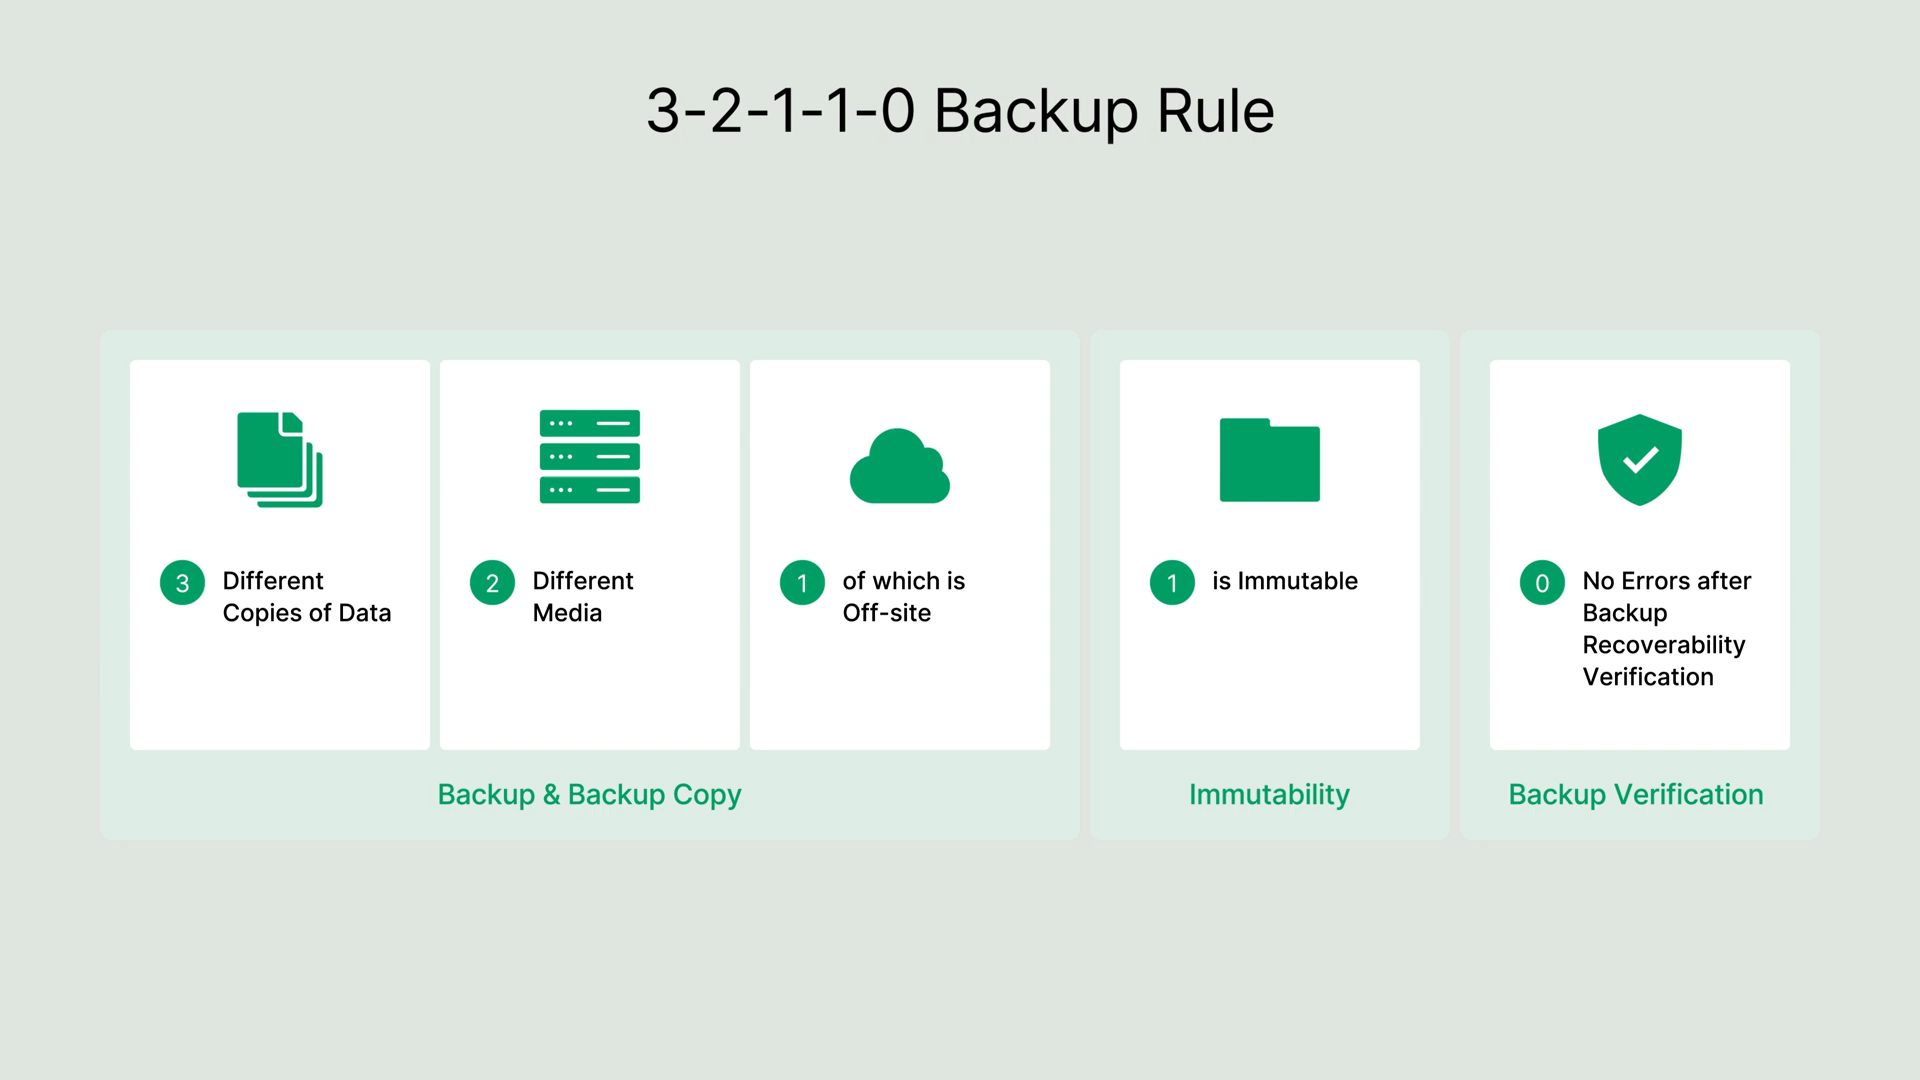 3-2-1-1-0 Backup Rule
3
Different
Copies of Data
2
Different
Media
1
of which is
Off-site
1
is Immutable
0
No Errors after
Backup
Recoverability
Verification
Backup & Backup Copy
Immutability
Backup Verification